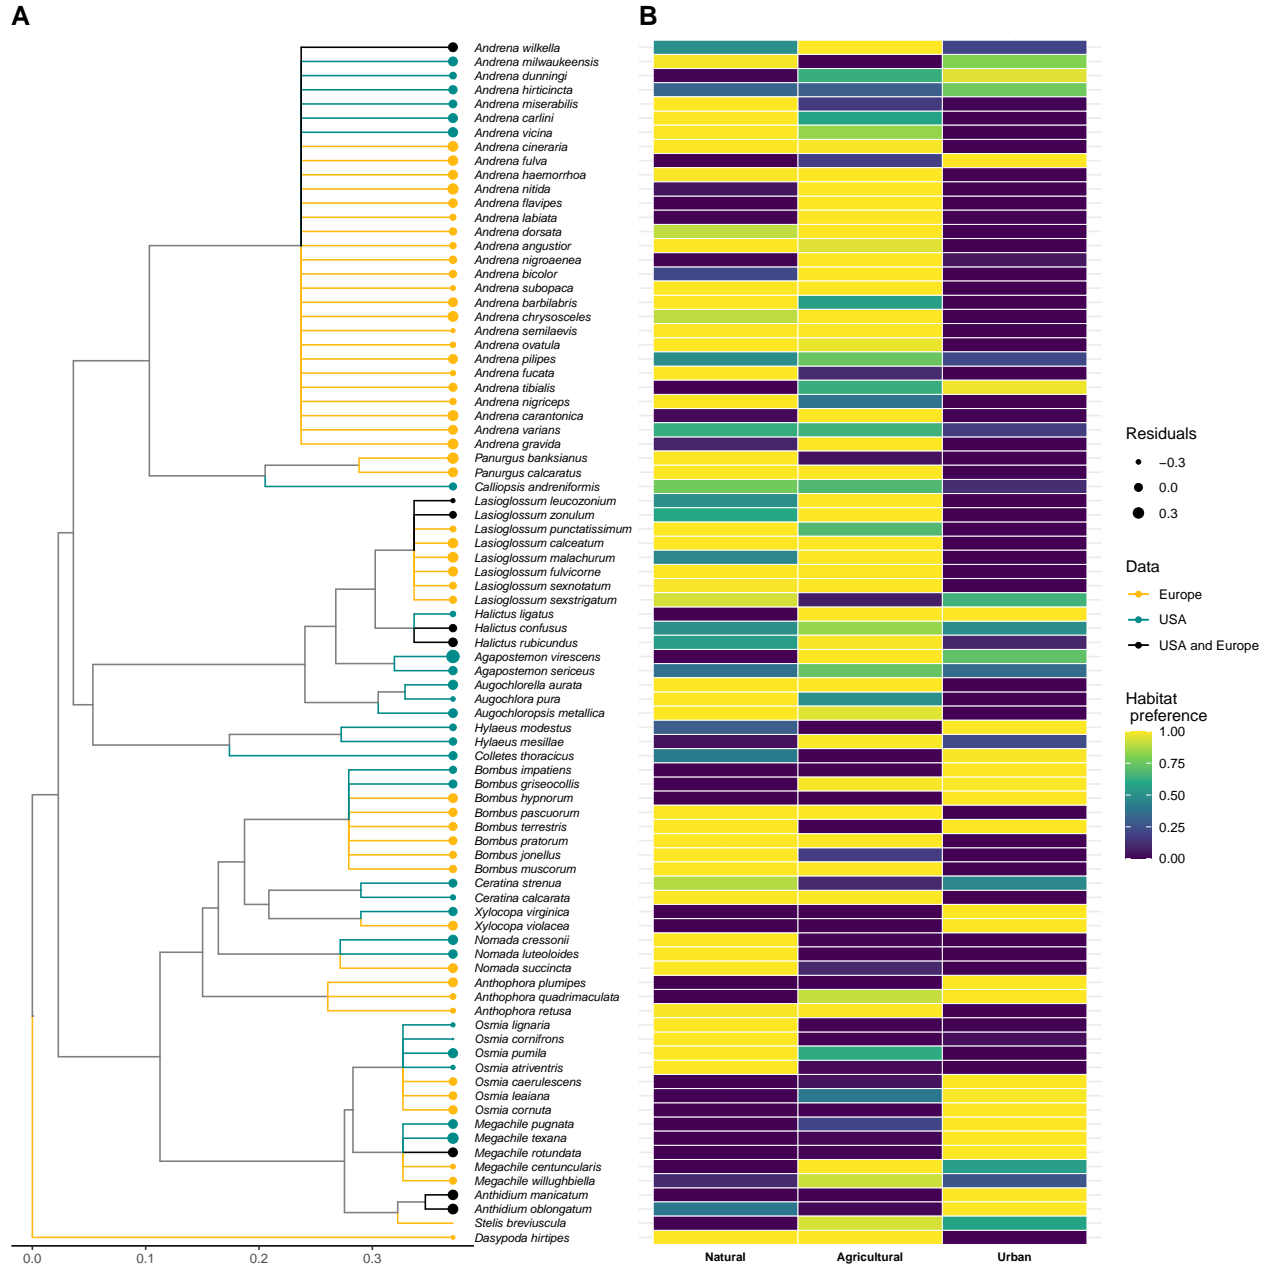 A
B
Andrena wilkella
Andrena milwaukeensis
Andrena dunningi
Andrena hirticincta
Andrena miserabilis
Andrena carlini
Andrena vicina
Andrena cineraria
Andrena fulva
Andrena haemorrhoa
Andrena nitida
Andrena flavipes
Andrena labiata
Andrena dorsata
Andrena angustior
Andrena nigroaenea
Andrena bicolor
Andrena subopaca
Andrena barbilabris
Andrena chrysosceles
Andrena semilaevis
Andrena ovatula
Andrena pilipes
Andrena fucata
Andrena tibialis
Andrena nigriceps
Andrena carantonica
Andrena varians
Andrena gravida
Panurgus banksianus
Panurgus calcaratus
Calliopsis andreniformis
Lasioglossum leucozonium
Lasioglossum zonulum
Lasioglossum punctatissimum
Lasioglossum calceatum
Lasioglossum malachurum
Lasioglossum fulvicorne
Lasioglossum sexnotatum
Lasioglossum sexstrigatum
Halictus ligatus
Halictus confusus
Halictus rubicundus
Agapostemon virescens
Agapostemon sericeus
Augochlorella aurata
Augochlora pura
Augochloropsis metallica
Hylaeus modestus
Hylaeus mesillae
Colletes thoracicus
Bombus impatiens
Bombus griseocollis
Bombus hypnorum
Bombus pascuorum
Bombus terrestris
Bombus pratorum
Bombus jonellus
Bombus muscorum
Ceratina strenua
Ceratina calcarata
Xylocopa virginica
Xylocopa violacea
Nomada cressonii
Nomada luteoloides
Nomada succincta
Anthophora plumipes
Anthophora quadrimaculata
Anthophora retusa
Osmia lignaria
Osmia cornifrons
Osmia pumila
Osmia atriventris
Osmia caerulescens
Osmia leaiana
Osmia cornuta
Megachile pugnata
Megachile texana
Megachile rotundata
Megachile centuncularis
Megachile willughbiella
Anthidium manicatum
Anthidium oblongatum
Stelis breviuscula
Dasypoda hirtipes
0.0 0.1 0.2 0.3
Natural Agricultural Urban
Residuals
−0.3
0.0
0.3
Data
Europe
USA
USA and Europe
Habitat
preference
1.00
0.75
0.50
0.25
0.00